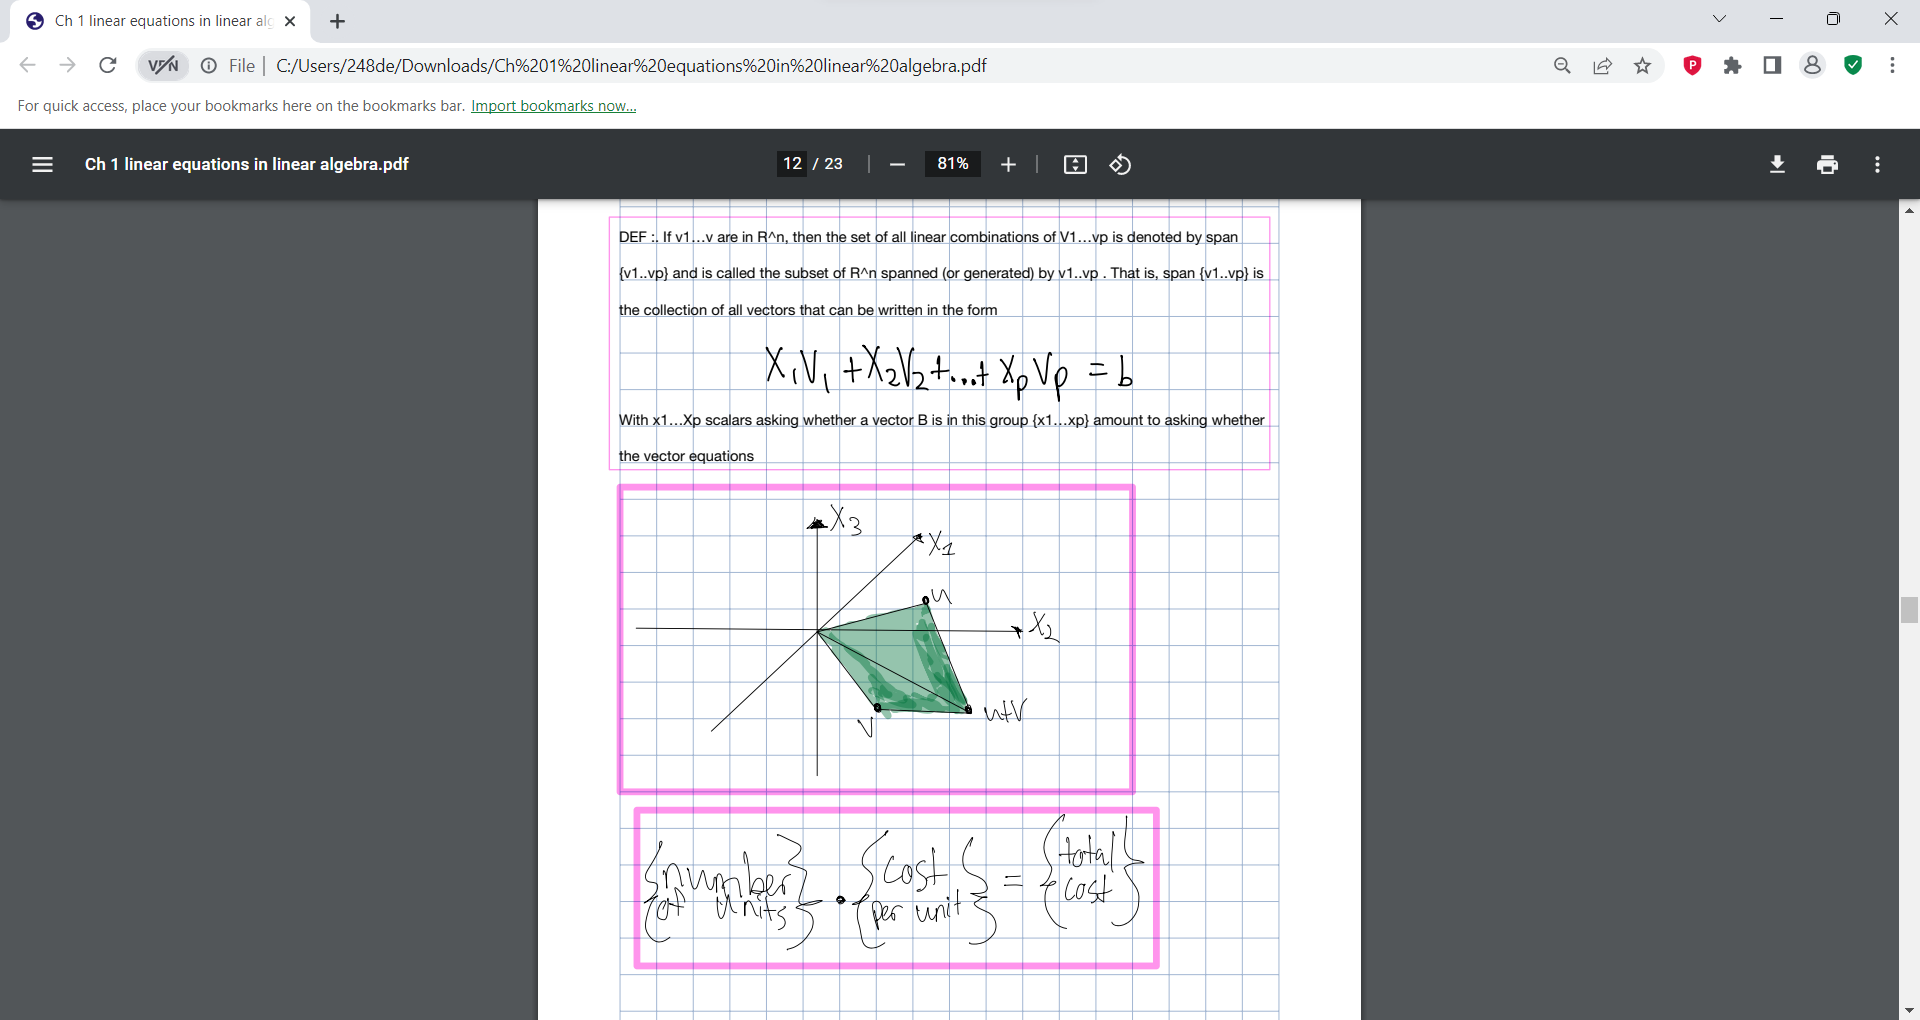 Ch 1 linear equations in linear alg
VPN File C:/Users/248de/Downloads/Ch%201%20linear%20equations%20in%20linear%20algebra.pdf
For quick access, place your bookmarks here on the bookmarks bar. Import bookmarks now...
Ch 1 linear equations in linear algebra.pdf 12 / 23 81%
DEF :. If v1...v are in R^n, then the set of all linear combinations of V1...vp is denoted by span
{v1..vp} and is called the subset of R^n spanned (or generated) by v1..vp . That is, span {v1..vp} is
the collection of all vectors that can be written in the form
X1V1 + X2V2 + ... + XpVp = b
With x1...Xp scalars asking whether a vector B is in this group {x1...xp} amount to asking whether
the vector equations
X3
X1
u
X2
v
u+v
{number of units} • {cost per unit} = {total cost}